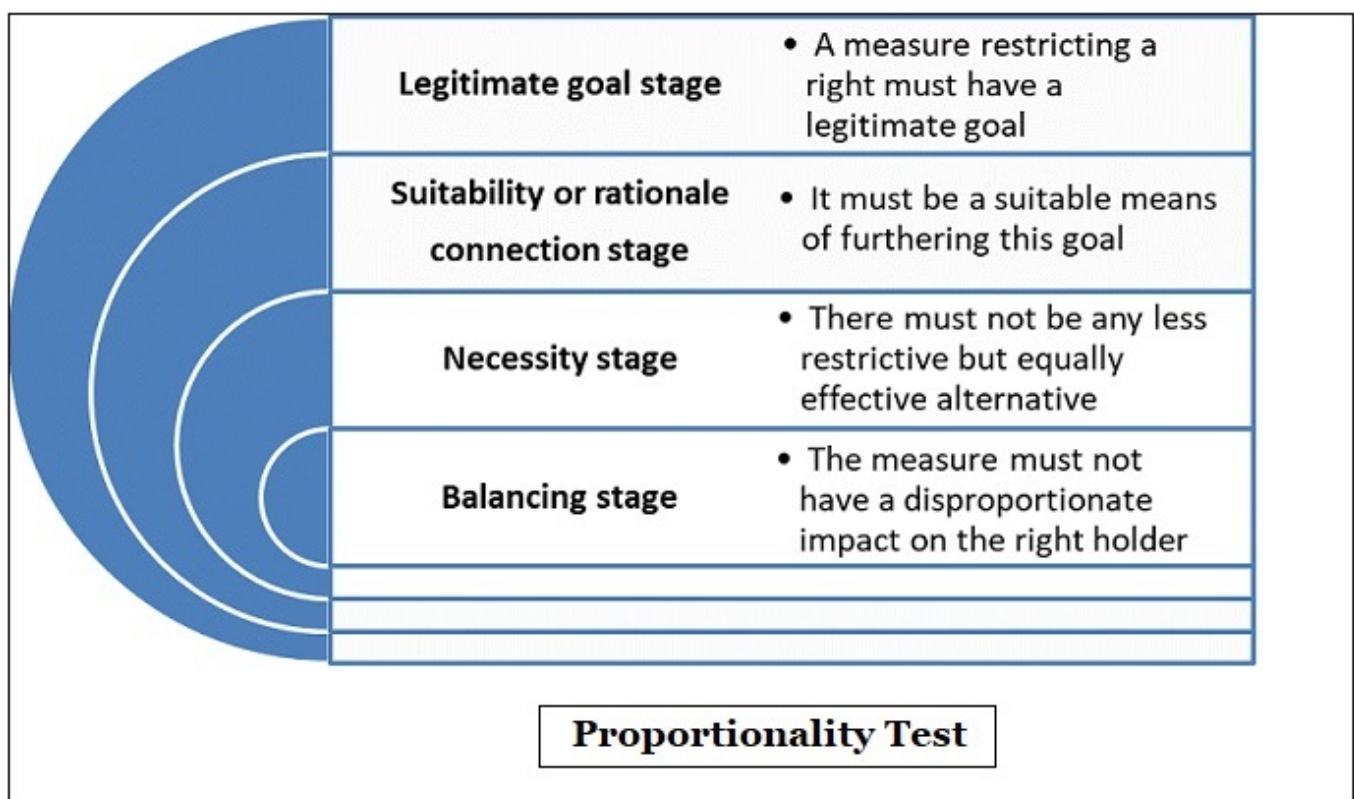 Legitimate goal stage
• A measure restricting a
right must have a
legitimate goal
Suitability or rationale
connection stage
• It must be a suitable means
of furthering this goal
Necessity stage
• There must not be any less
restrictive but equally
effective alternative
Balancing stage
• The measure must not
have a disproportionate
impact on the right holder
Proportionality Test